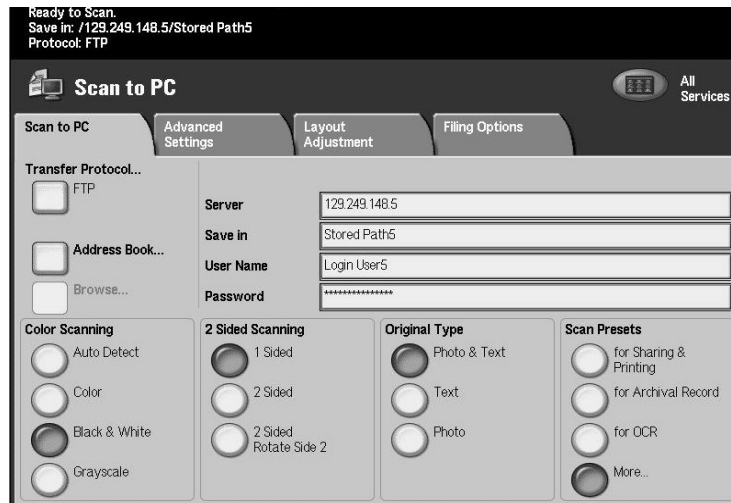 Ready to Scan.
Save in: /129.249.148.5/Stored Path5
Protocol: FTP
Scan to PC
All
Services
Scan to PC
Advanced
Settings
Layout
Adjustment
Filing Options
Transfer Protocol...
FTP
Address Book...
Browse...
Server
129.249.148.5
Save in
Stored Path5
User Name
Login User5
Password
***************
Color Scanning
Auto Detect
Color
Black & White
Grayscale
2 Sided Scanning
1 Sided
2 Sided
2 Sided
Rotate Side 2
Original Type
Photo & Text
Text
Photo
Scan Presets
for Sharing &
Printing
for Archival Record
for OCR
More...